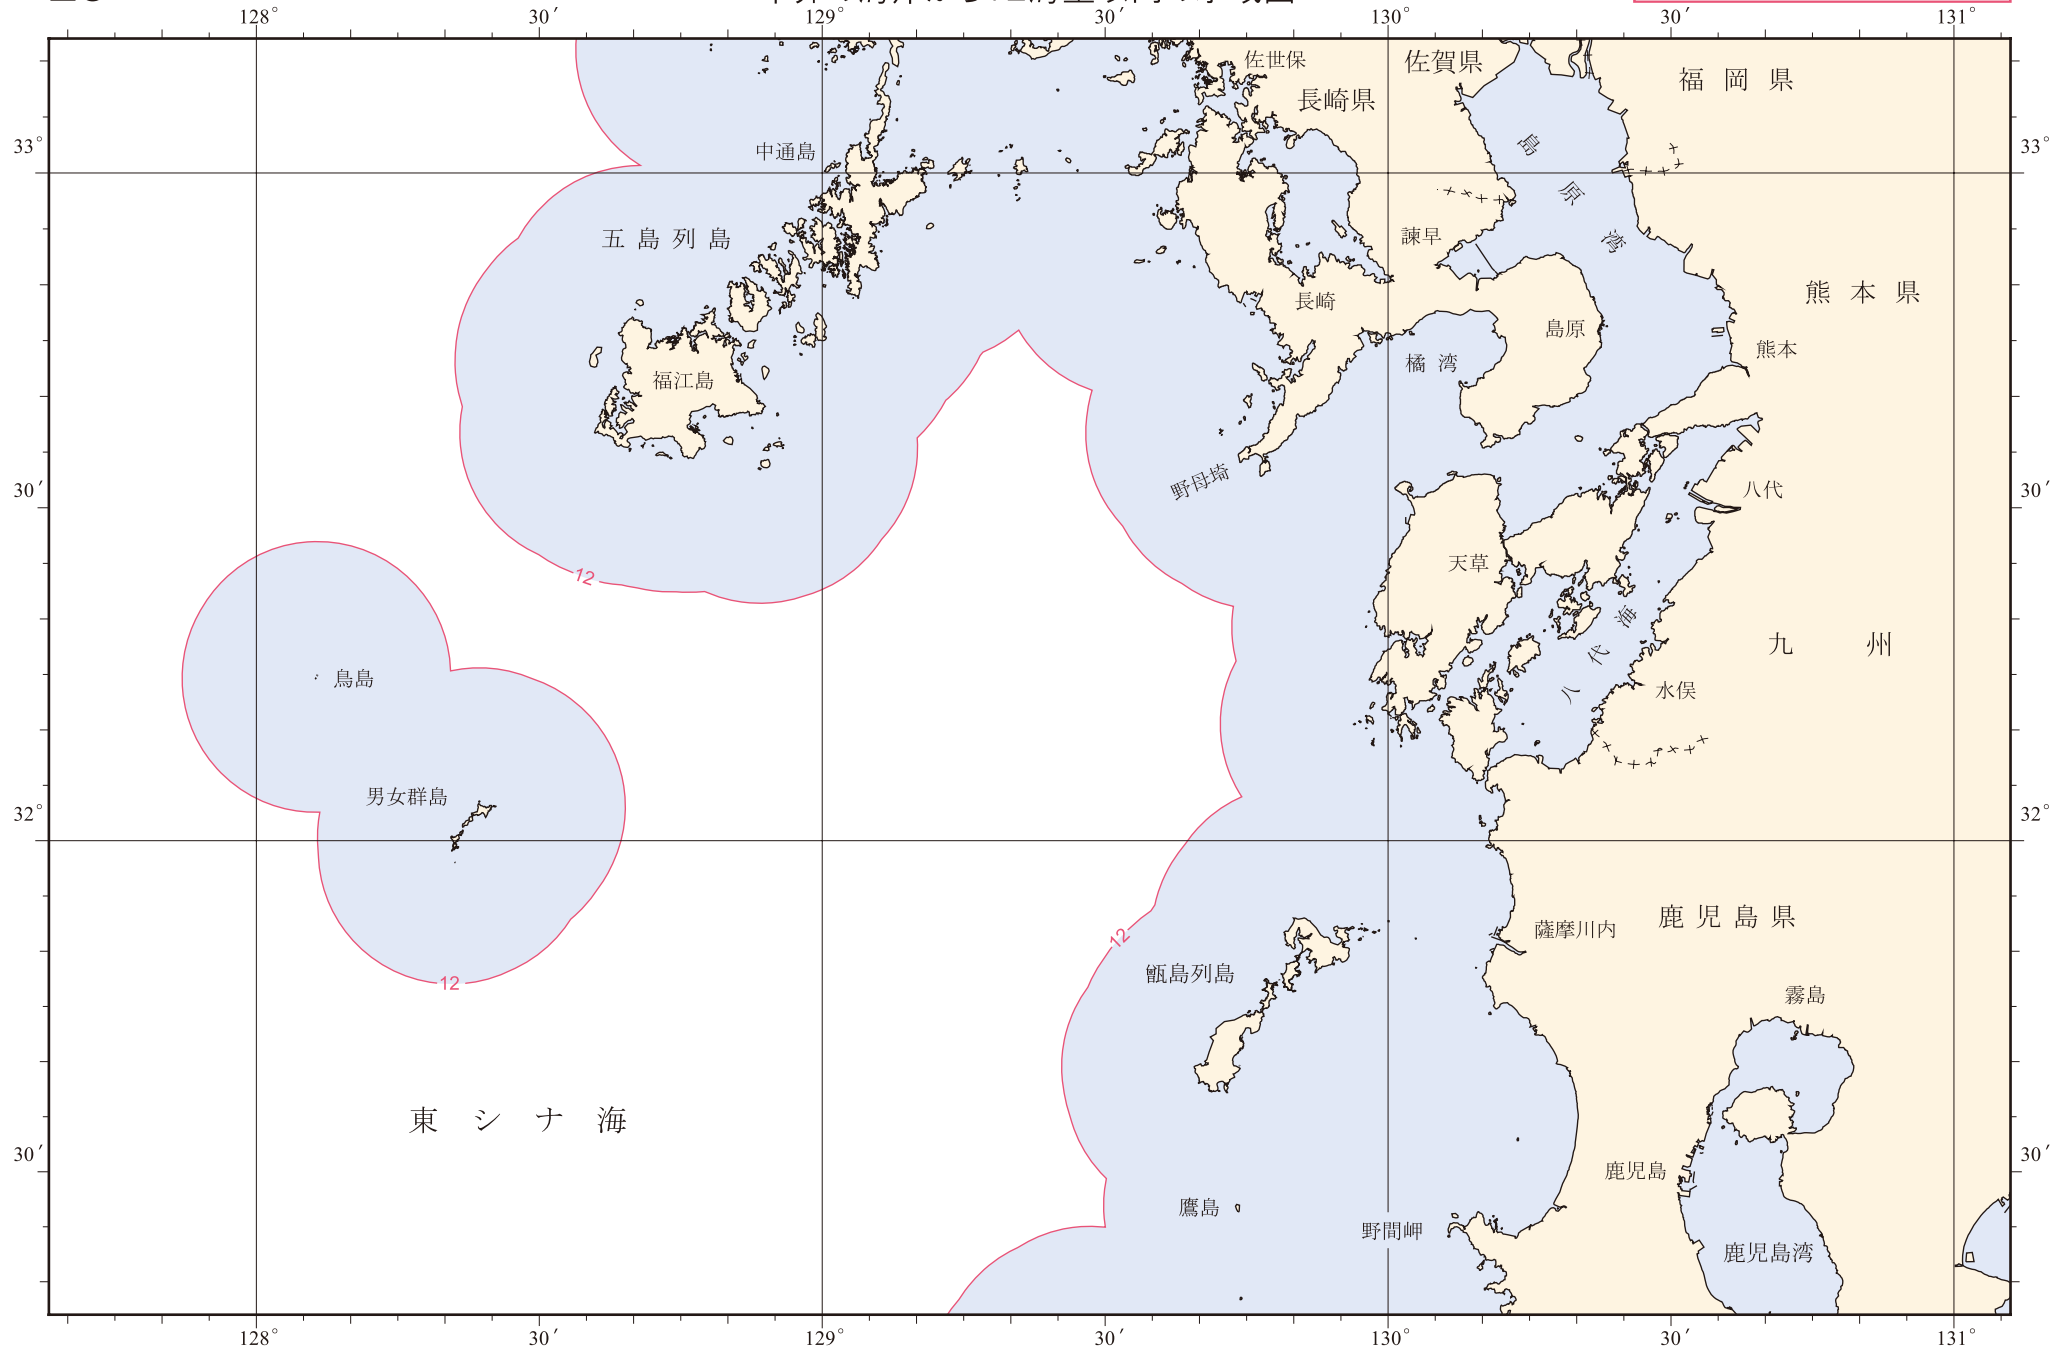 128°
30′
129°
30′
130°
30′
131°
佐世保
佐賀県
福岡県
長崎県
33°
33°
中通島
島原湾
五島列島
諫早
熊本県
長崎
島原
熊本
橘湾
福江島
野母埼
30′
30′
八代
天草
12
八代海
九州
鳥島
水俣
男女群島
32°
32°
鹿児島県
薩摩川内
12
甑島列島
12
霧島
東シナ海
30′
30′
鹿児島
鷹島
野間岬
鹿児島湾
128°
30′
129°
30′
130°
30′
131°